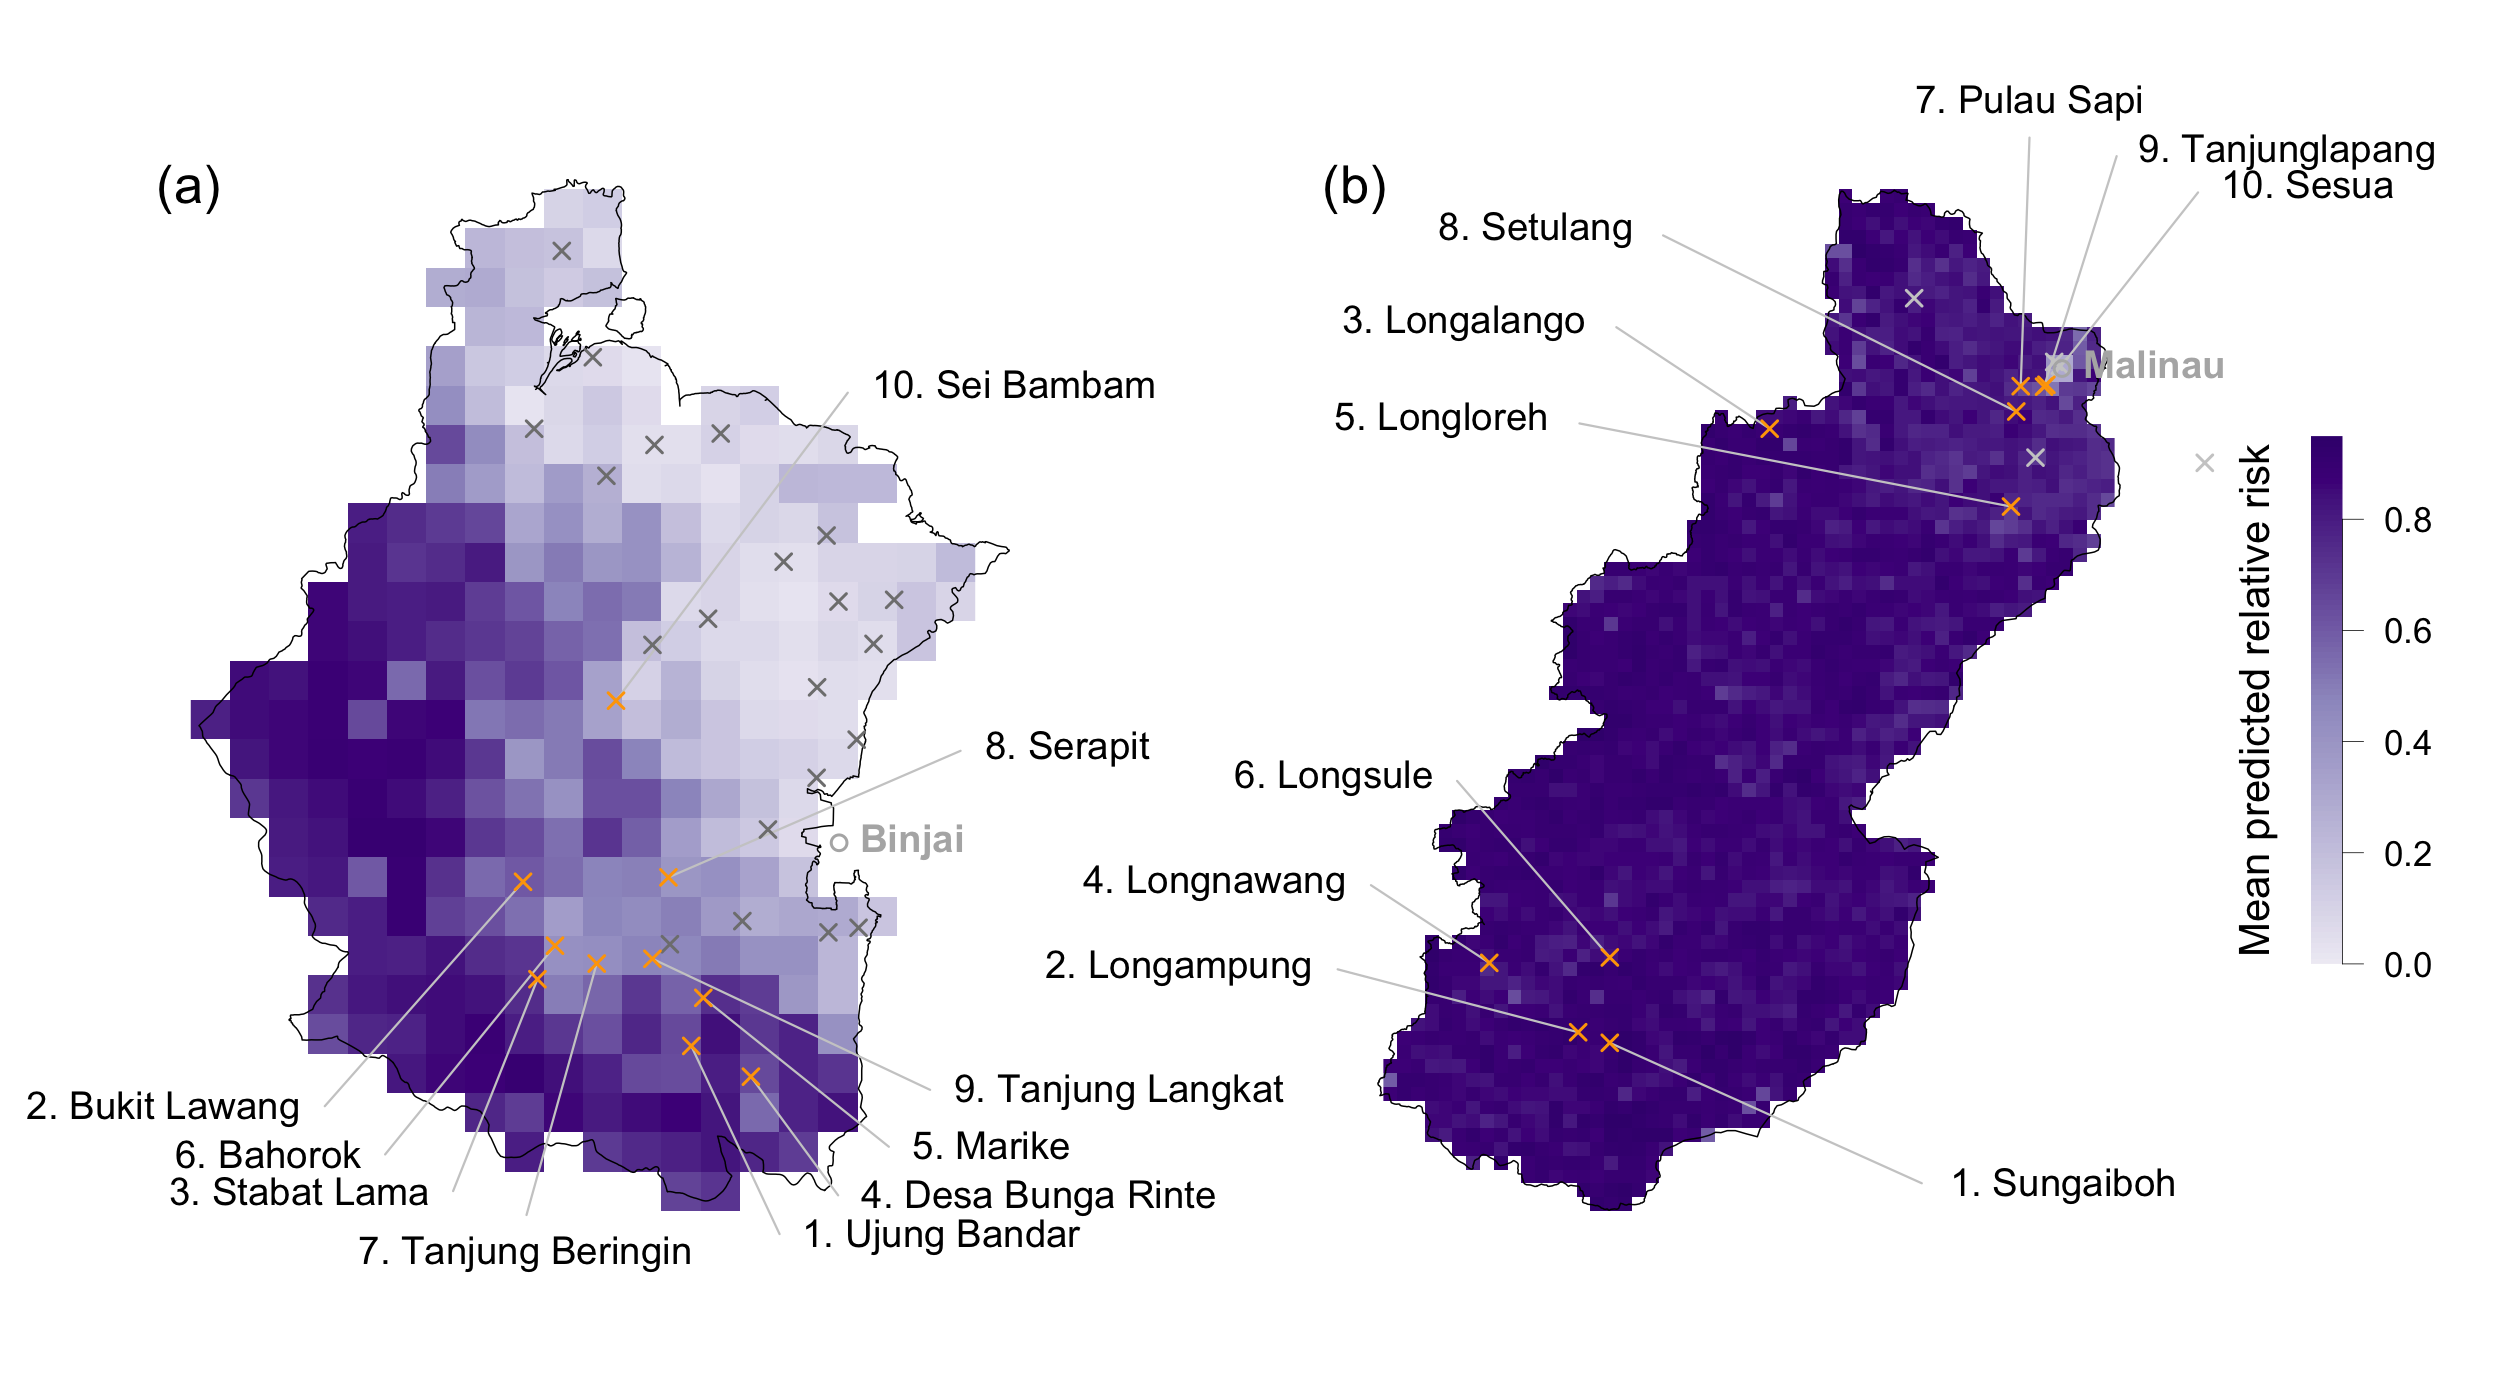 (a)
10. Sei Bambam
8. Serapit
Binjai
2. Bukit Lawang
6. Bahorok
3. Stabat Lama
7. Tanjung Beringin
9. Tanjung Langkat
5. Marike
4. Desa Bunga Rinte
1. Ujung Bandar
(b)
7. Pulau Sapi
9. Tanjunglapang
10. Sesua
8. Setulang
3. Longalango
Malinau
5. Longloreh
6. Longsule
4. Longnawang
2. Longampung
1. Sungaiboh
Mean predicted relative risk
0.8
0.6
0.4
0.2
0.0